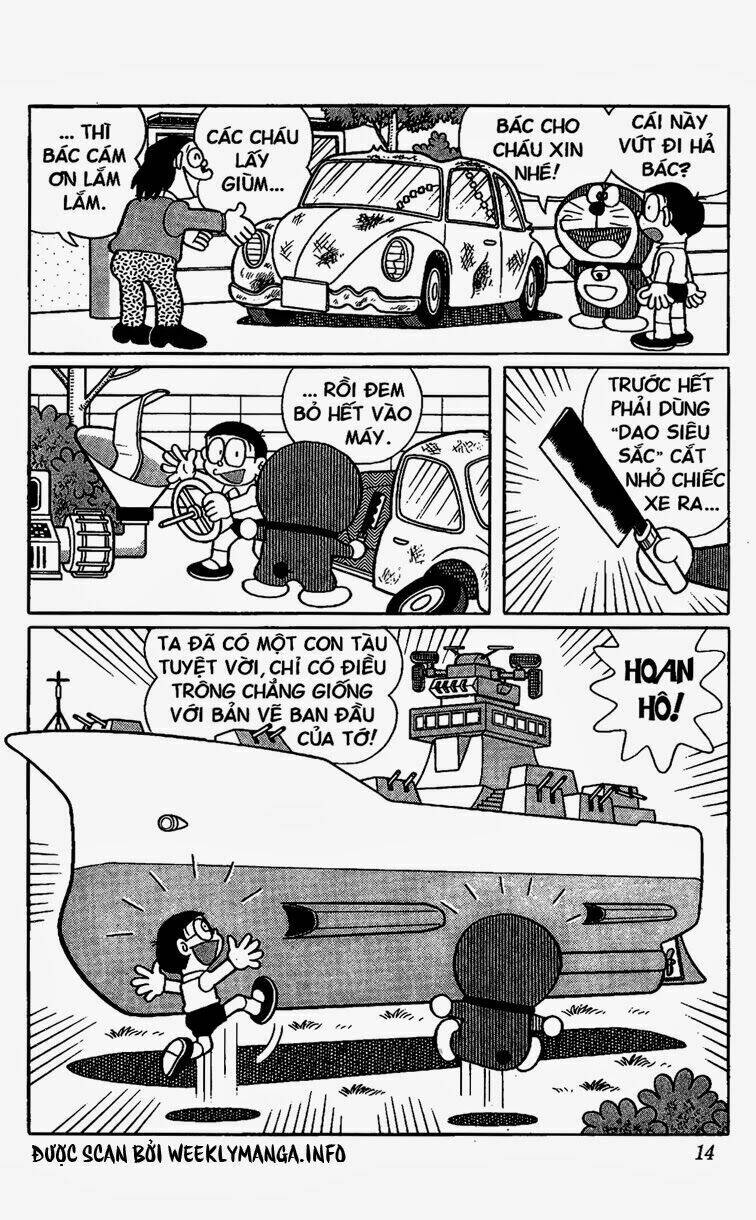 CÁI NÀY
VỨT ĐI HẢ
BÁC?
BÁC CHO
CHÁU XIN
NHÉ!
CÁC CHÁU
LẤY
GIÙM...
... THÌ
BÁC CÁM
ƠN LẮM
LẮM.
TRƯỚC HẾT
PHẢI DÙNG
"DAO SIÊU
SẮC" CẮT
NHỎ CHIẾC
XE RA...
... RỒI ĐEM
BỎ HẾT VÀO
MÁY.
HOAN
HÔ!
TA ĐÃ CÓ MỘT CON TẦU
TUYỆT VỜI, CHỈ CÓ ĐIỀU
TRÔNG CHẲNG GIỐNG
VỚI BẢN VẼ BAN ĐẦU
CỦA TỚ!
ĐƯỢC SCAN BỞI WEEKLYMANGA.INFO
14